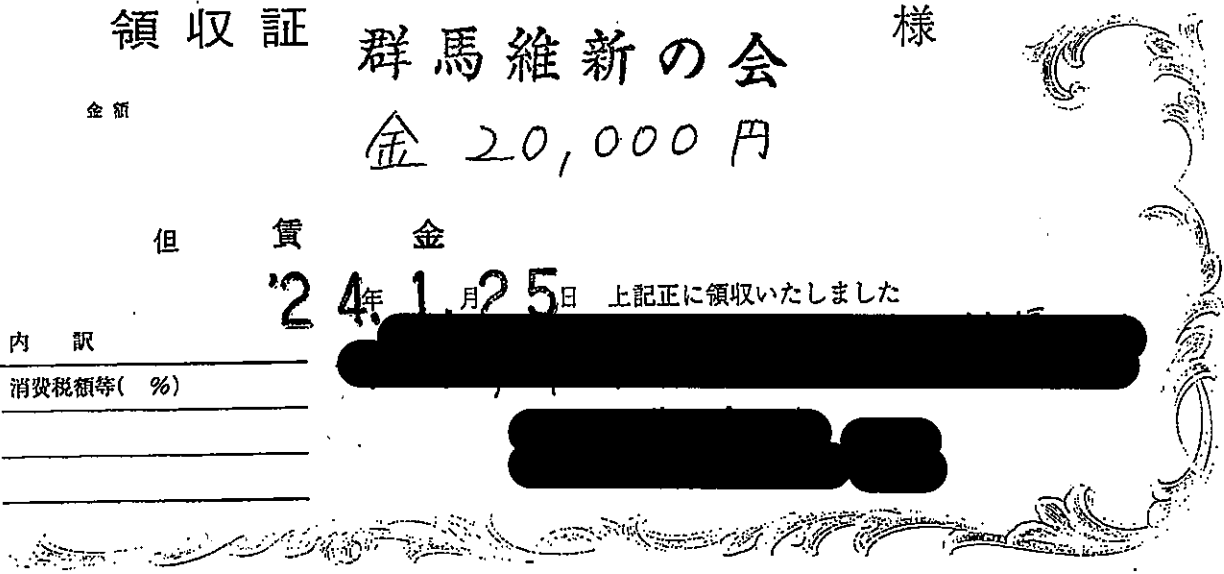 領収証 群馬維新の会 様
金額 金 20,000 円
但 賃金
'24年1月25日 上記正に領収いたしました
内訳
消費税額等( %)